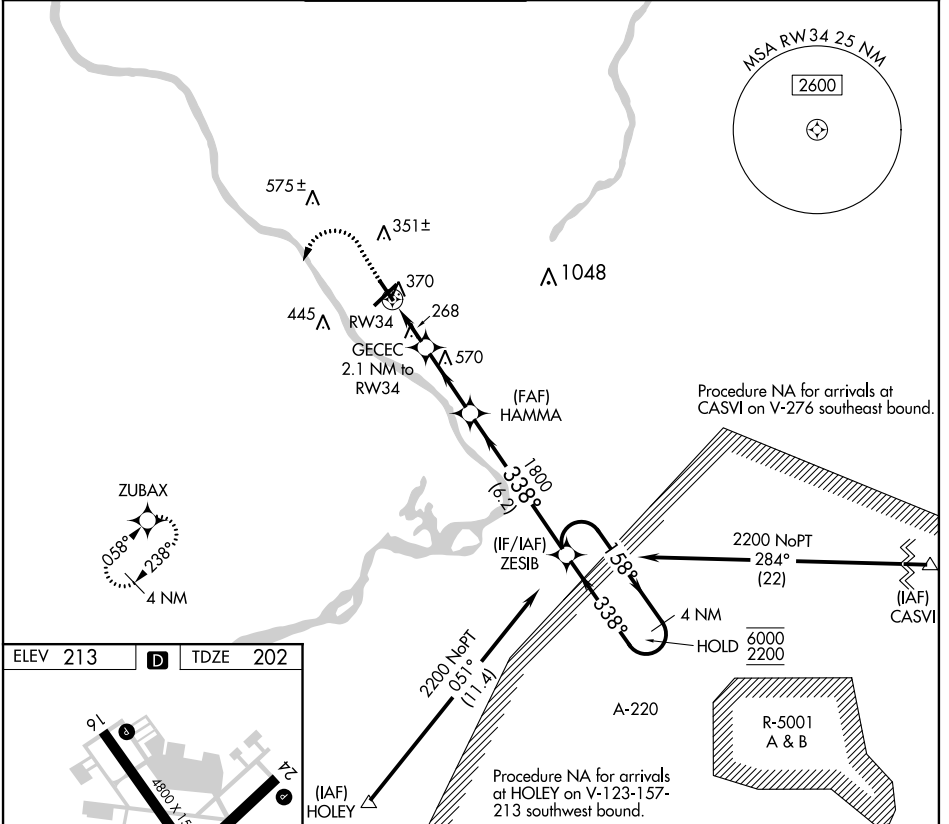 MSA RW34 25 NM
2600
575±
351±
370
1048
445
RW34
268
GECEC
2.1 NM to
RW34
570
(FAF)
HAMMA
Procedure NA for arrivals at
CASVI on V-276 southeast bound.
1800
338°
(6.2)
ZUBAX
058°
238°
4 NM
(IF/IAF)
ZESIB
158°
338°
2200 NoPT
284°
(22)
(IAF)
CASVI
4 NM
HOLD
6000
2200
2200 NoPT
051°
(11.4)
A-220
R-5001
A & B
(IAF)
HOLEY
Procedure NA for arrivals
at HOLEY on V-123-157-
213 southwest bound.
ELEV 213
D
TDZE 202
16
P
24
P
4800 X 15